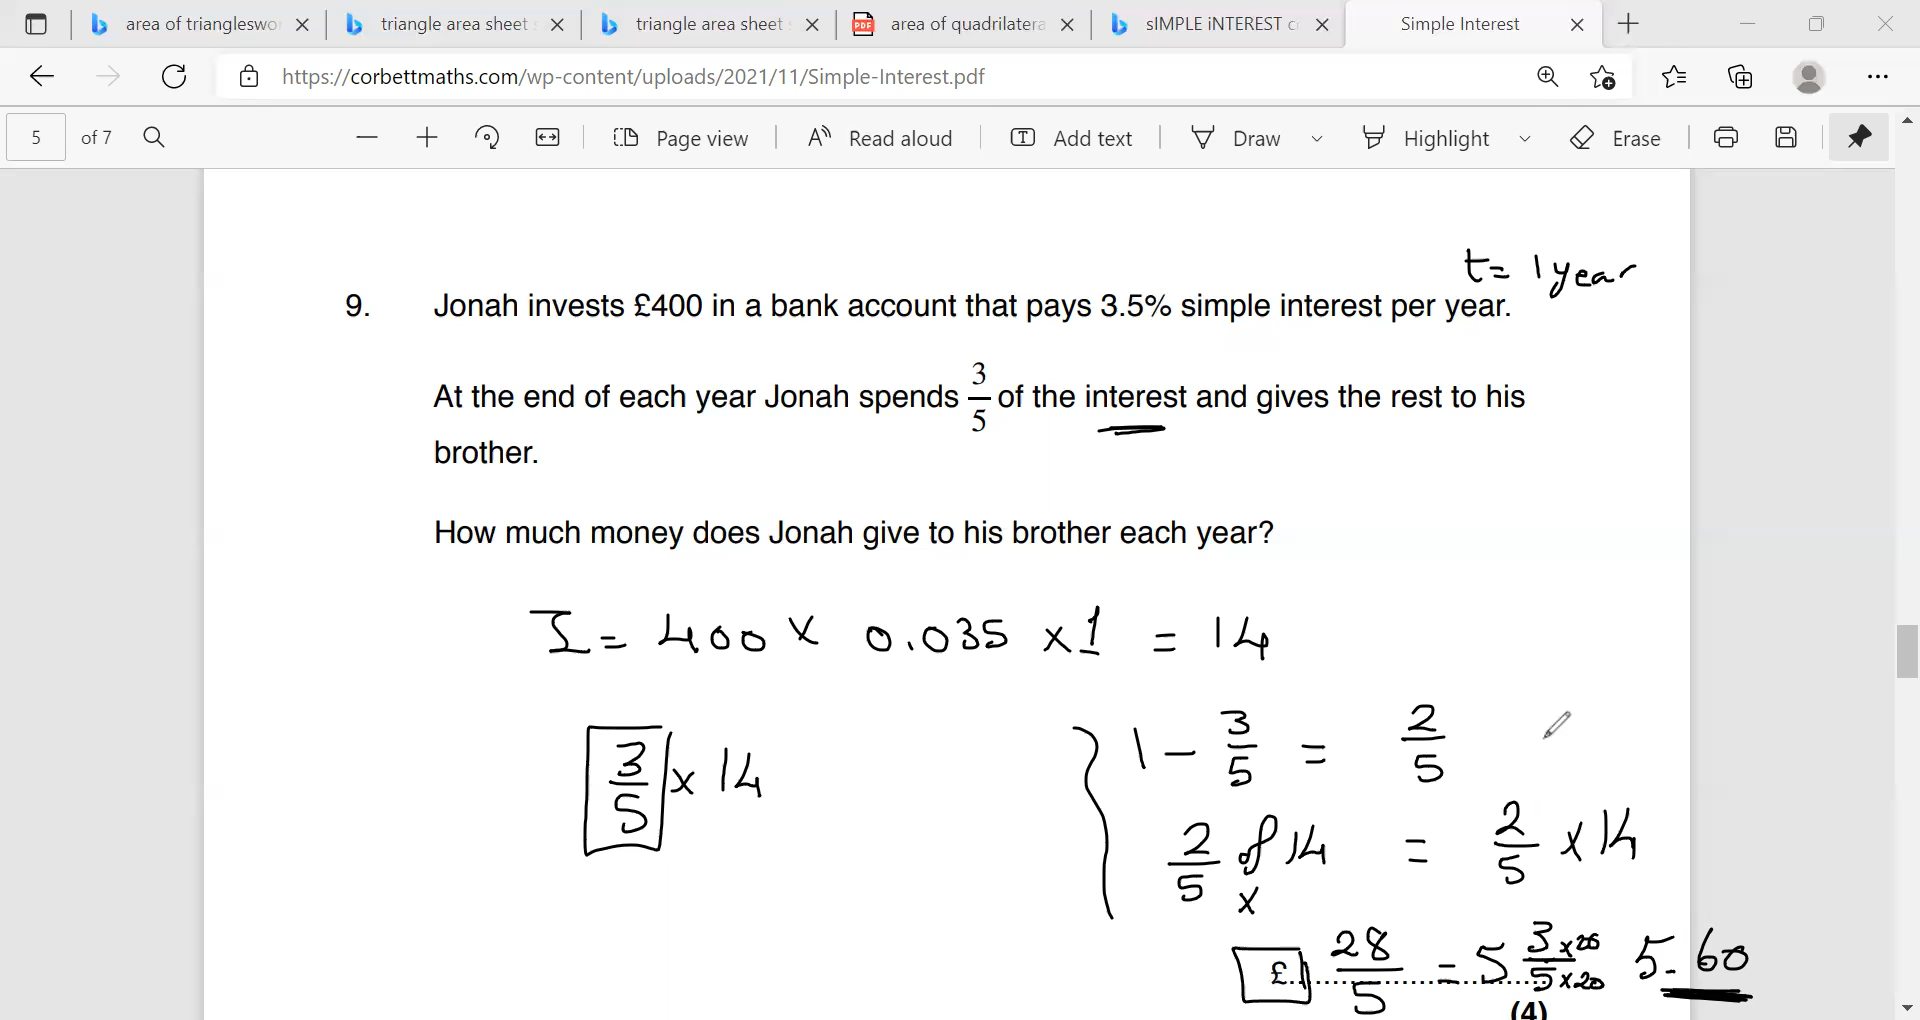 area of triangleswo
triangle area sheet
triangle area sheet
area of quadrilatera
sIMPLE iNTEREST c
Simple Interest
https://corbettmaths.com/wp-content/uploads/2021/11/Simple-Interest.pdf
5 of 7
Page view
Read aloud
Add text
Draw
Highlight
Erase
t= 1 year
9. Jonah invests £400 in a bank account that pays 3.5% simple interest per year.
At the end of each year Jonah spends 3/5 of the interest and gives the rest to his
brother.
How much money does Jonah give to his brother each year?
I = 400 x 0.035 x 1 = 14
3/5 x 14
1 - 3/5 = 2/5
2/5 of 14 = 2/5 x 14
x
£ 28/5 = 5 3/5 x20 x20 5.60
(4)